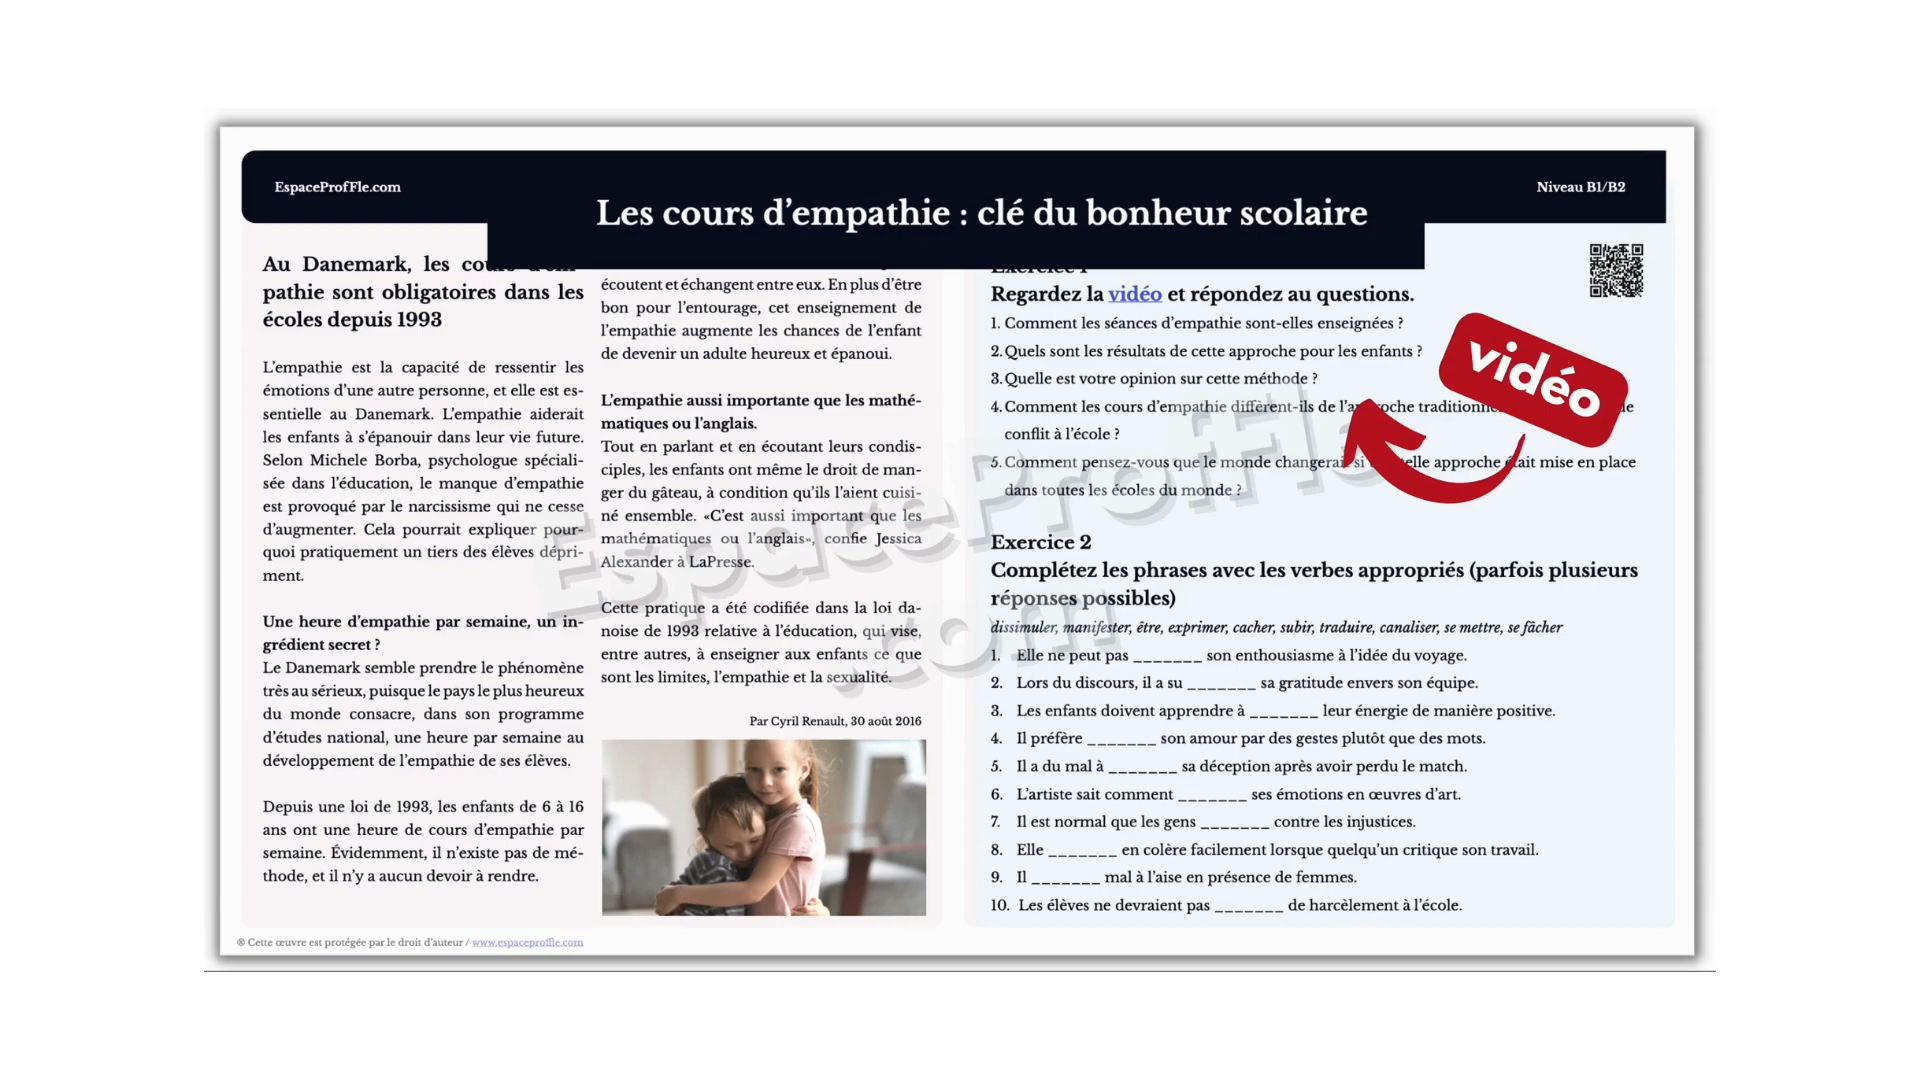 EspaceProfFle.com
Niveau B1/B2
Les cours d'empathie : clé du bonheur scolaire
Au Danemark, les cours d'em-
pathie sont obligatoires dans les
écoles depuis 1993
L'empathie est la capacité de ressentir les
émotions d'une autre personne, et elle est es-
sentielle au Danemark. L'empathie aiderait
les enfants à s'épanouir dans leur vie future.
Selon Michele Borba, psychologue spéciali-
sée dans l'éducation, le manque d'empathie
est provoqué par le narcissisme qui ne cesse
d'augmenter. Cela pourrait expliquer pour-
quoi pratiquement un tiers des élèves dépri-
ment.
Une heure d'empathie par semaine, un in-
grédient secret ?
Le Danemark semble prendre le phénomène
très au sérieux, puisque le pays le plus heureux
du monde consacre, dans son programme
d'études national, une heure par semaine au
développement de l'empathie de ses élèves.
Depuis une loi de 1993, les enfants de 6 à 16
ans ont une heure de cours d'empathie par
semaine. Évidemment, il n'existe pas de mé-
thode, et il n'y a aucun devoir à rendre.
écoutent et échangent entre eux. En plus d'être
bon pour l'entourage, cet enseignement de
l'empathie augmente les chances de l'enfant
de devenir un adulte heureux et épanoui.
L'empathie aussi importante que les mathé-
matiques ou l'anglais.
Tout en parlant et en écoutant leurs condis-
ciples, les enfants ont même le droit de man-
ger du gâteau, à condition qu'ils l'aient cuisi-
né ensemble. «C'est aussi important que les
mathématiques ou l'anglais», confie Jessica
Alexander à LaPresse.
Cette pratique a été codifiée dans la loi da-
noise de 1993 relative à l'éducation, qui vise,
entre autres, à enseigner aux enfants ce que
sont les limites, l'empathie et la sexualité.
Par Cyril Renault, 30 août 2016
Exercice 1
Regardez la vidéo et répondez au questions.
1. Comment les séances d'empathie sont-elles enseignées ?
2. Quels sont les résultats de cette approche pour les enfants ?
3. Quelle est votre opinion sur cette méthode ?
4. Comment les cours d'empathie diffèrent-ils de l'approche
conflit à l'école ?
5. Comment pensez-vous que le monde changerait si telle approche était mise en place
dans toutes les écoles du monde ?
vidéo
Exercice 2
Complétez les phrases avec les verbes appropriés (parfois plusieurs
réponses possibles)
dissimuler, manifester, être, exprimer, cacher, subir, traduire, canaliser, se mettre, se fâcher
1. Elle ne peut pas _______ son enthousiasme à l'idée du voyage.
2. Lors du discours, il a su _______ sa gratitude envers son équipe.
3. Les enfants doivent apprendre à _______ leur énergie de manière positive.
4. Il préfère _______ son amour par des gestes plutôt que des mots.
5. Il a du mal à _______ sa déception après avoir perdu le match.
6. L'artiste sait comment _______ ses émotions en œuvres d'art.
7. Il est normal que les gens _______ contre les injustices.
8. Elle _______ en colère facilement lorsque quelqu'un critique son travail.
9. Il _______ mal à l'aise en présence de femmes.
10. Les élèves ne devraient pas _______ de harcèlement à l'école.
EspaceProfFle
.com
® Cette œuvre est protégée par le droit d'auteur / www.espaceproffle.com